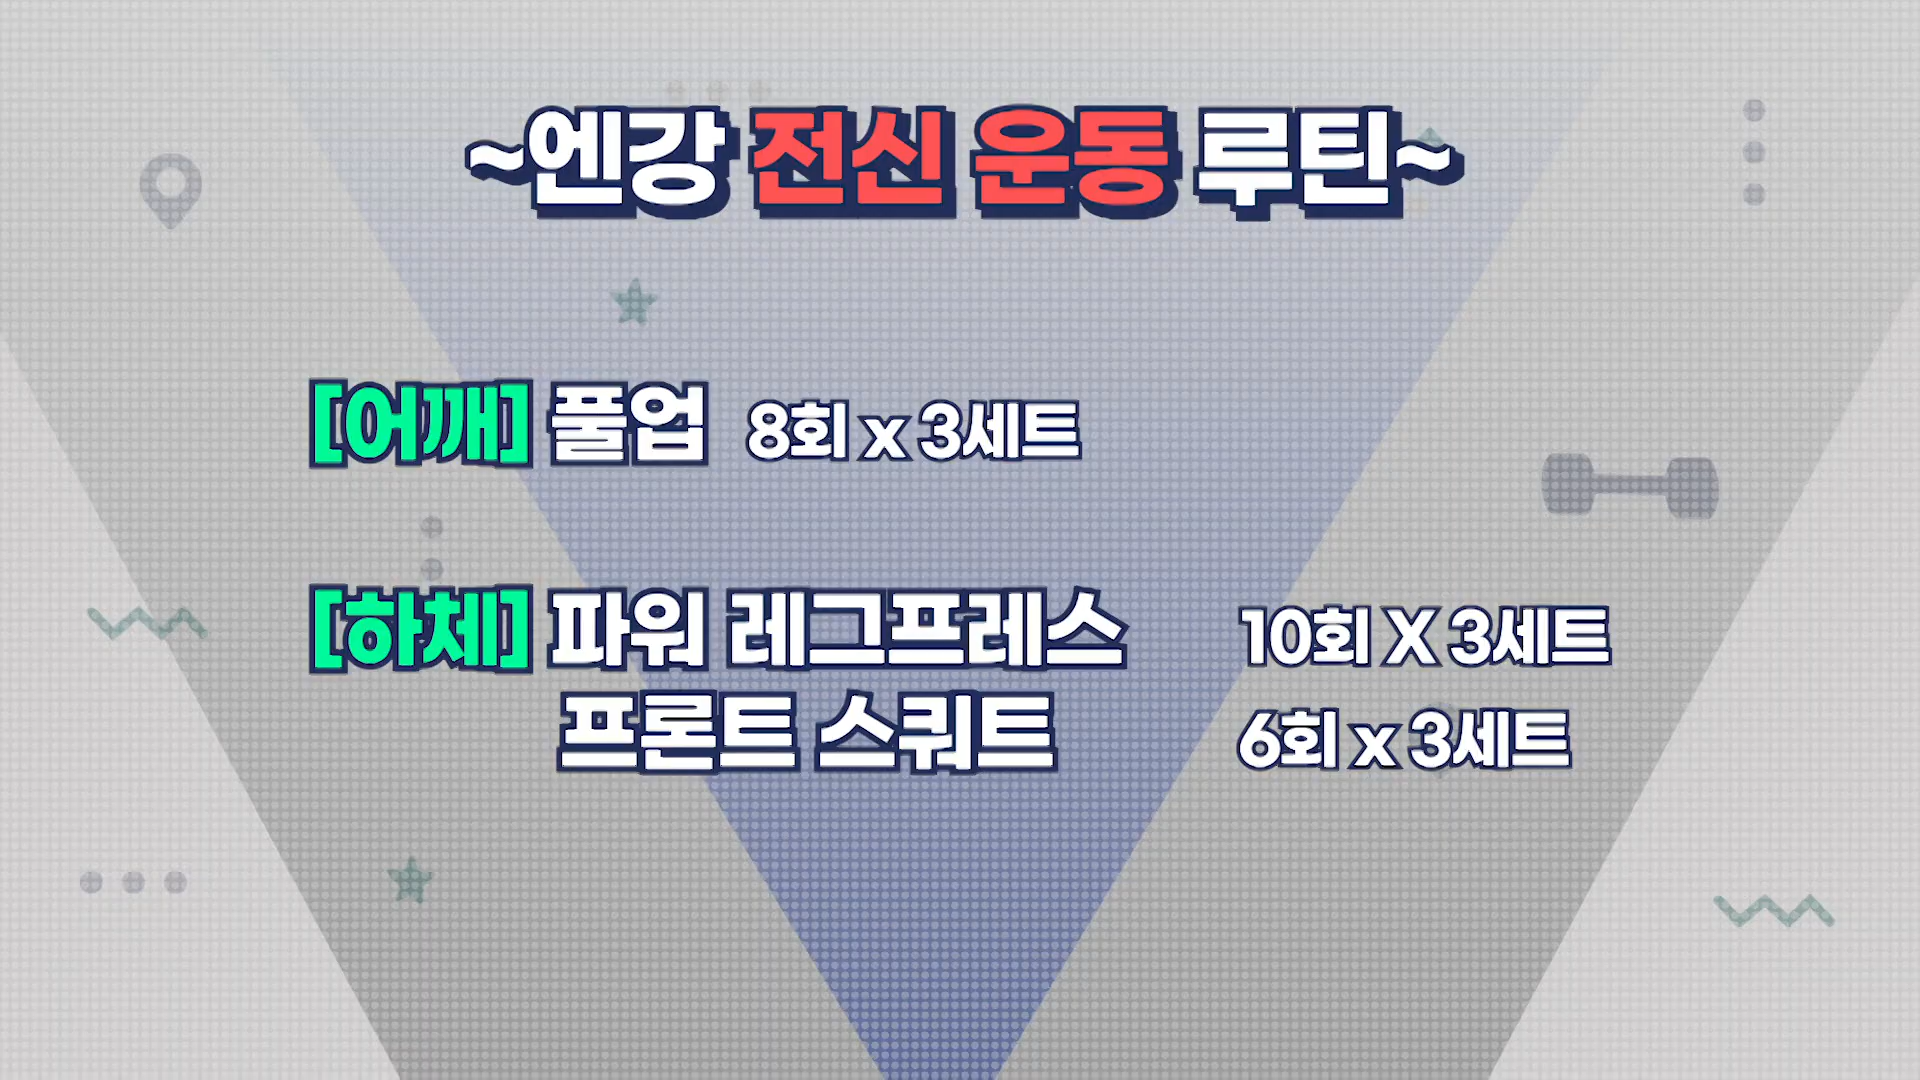 ~엔강 전신 운동 루틴~
[어깨] 풀업 8회 x 3세트
[하체] 파워 레그프레스 10회 X 3세트
프론트 스쿼트 6회 x 3세트